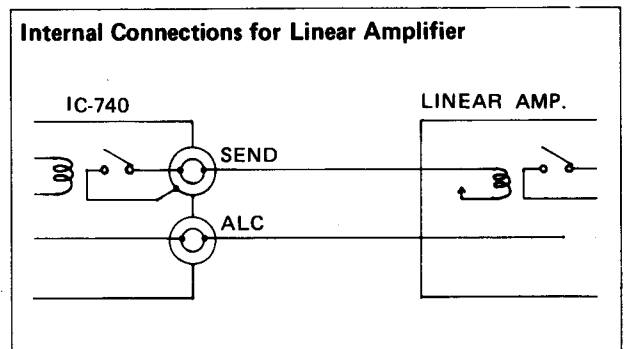 Internal Connections for Linear Amplifier
IC-740
LINEAR AMP.
SEND
ALC